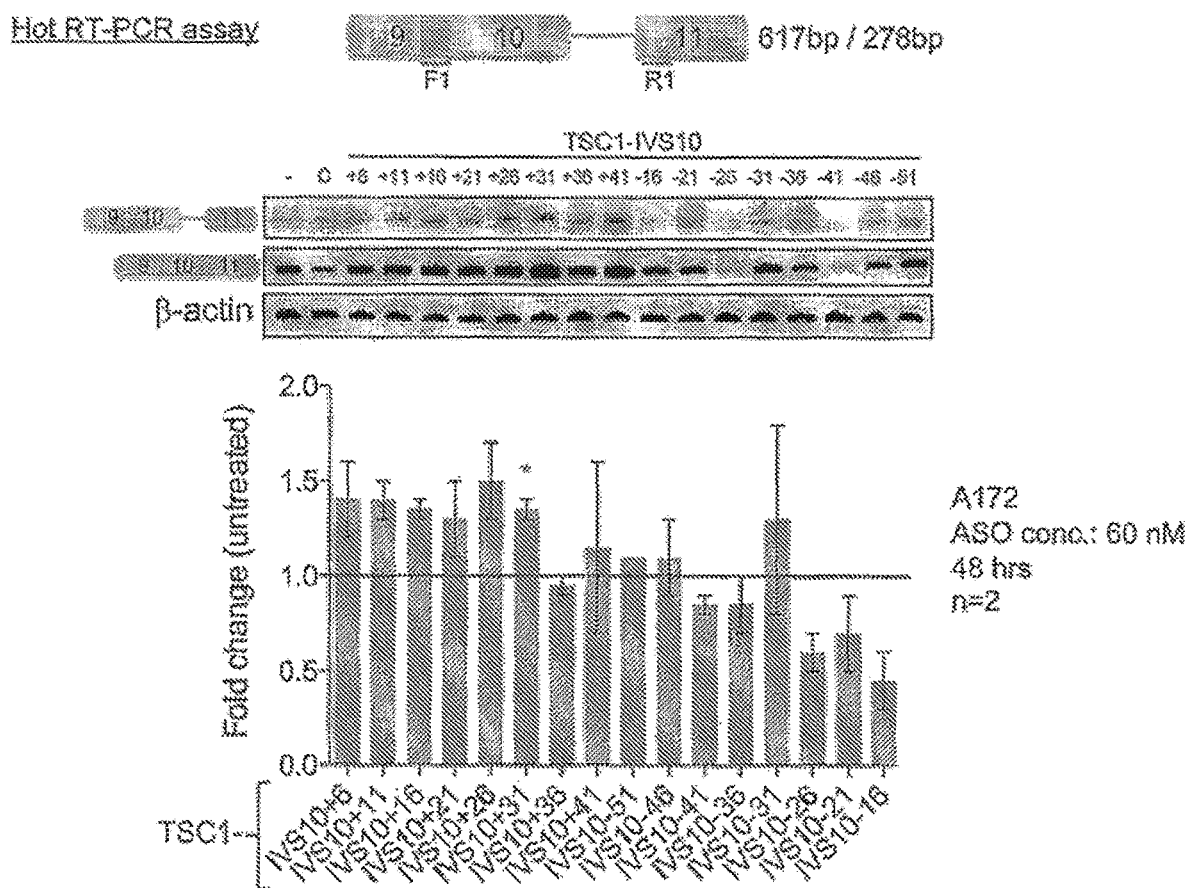 Hot RT-PCR assay
9 10 11 617bp / 278bp
F1 R1
TSC1-IVS10
- C +6 +11 +16 +21 +26 +31 +36 +41 -16 -21 -26 -31 -36 -41 -46 -51
9 10
9 10 11
β-actin
2.0
1.5
1.0
0.5
0.0
Fold change (untreated)
*
A172
ASO conc.: 60 nM
48 hrs
n=2
TSC1-
IVS10+6
IVS10+11
IVS10+16
IVS10+21
IVS10+26
IVS10+31
IVS10+36
IVS10+41
IVS10-51
IVS10-46
IVS10-41
IVS10-36
IVS10-31
IVS10-26
IVS10-21
IVS10-16